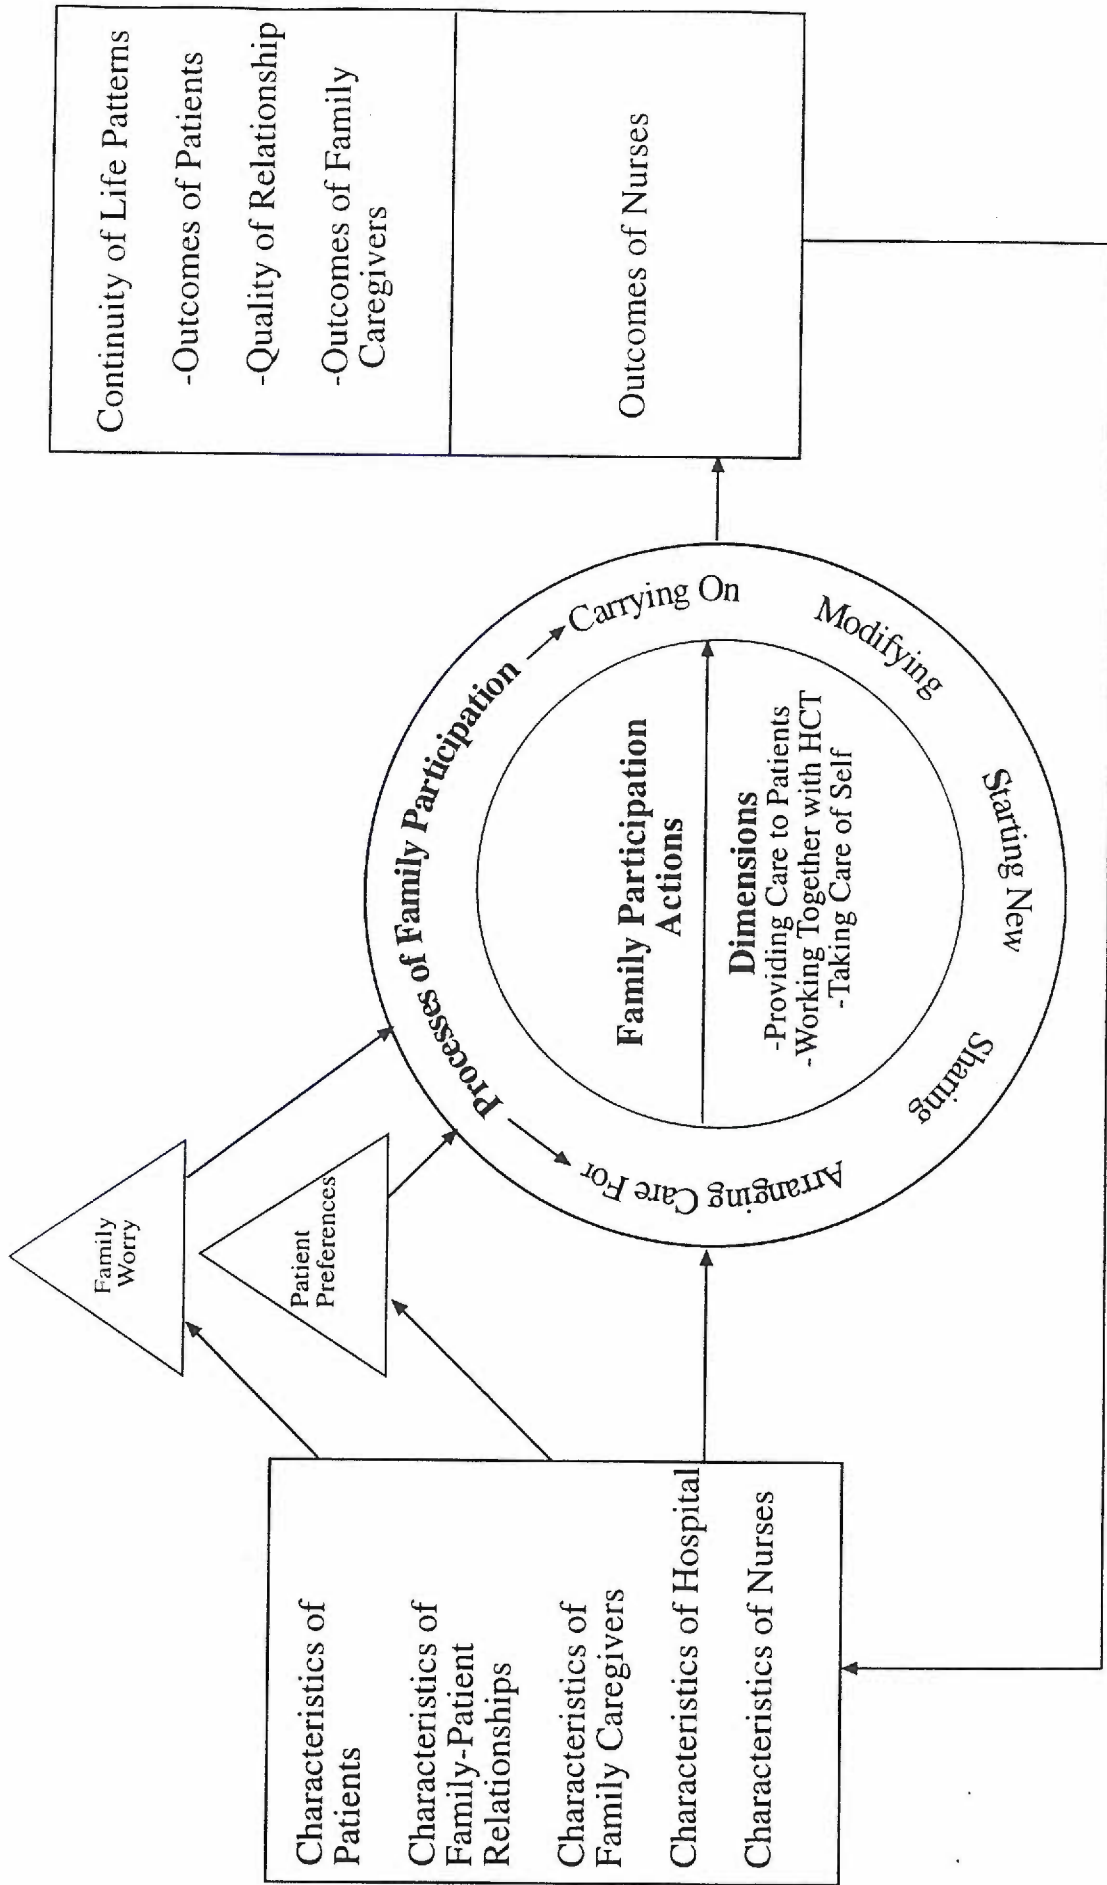 Characteristics of
Patients
Characteristics of
Family-Patient
Relationships
Characteristics of
Family Caregivers
Characteristics of Hospital
Characteristics of Nurses
Family
Worry
Patient
Preferences
Processes of Family Participation
Carrying On
Modifying
Starting New
Sharing
Arranging Care For
Family Participation
Actions
Dimensions
-Providing Care to Patients
-Working Together with HCT
-Taking Care of Self
Continuity of Life Patterns
-Outcomes of Patients
-Quality of Relationship
-Outcomes of Family
Caregivers
Outcomes of Nurses